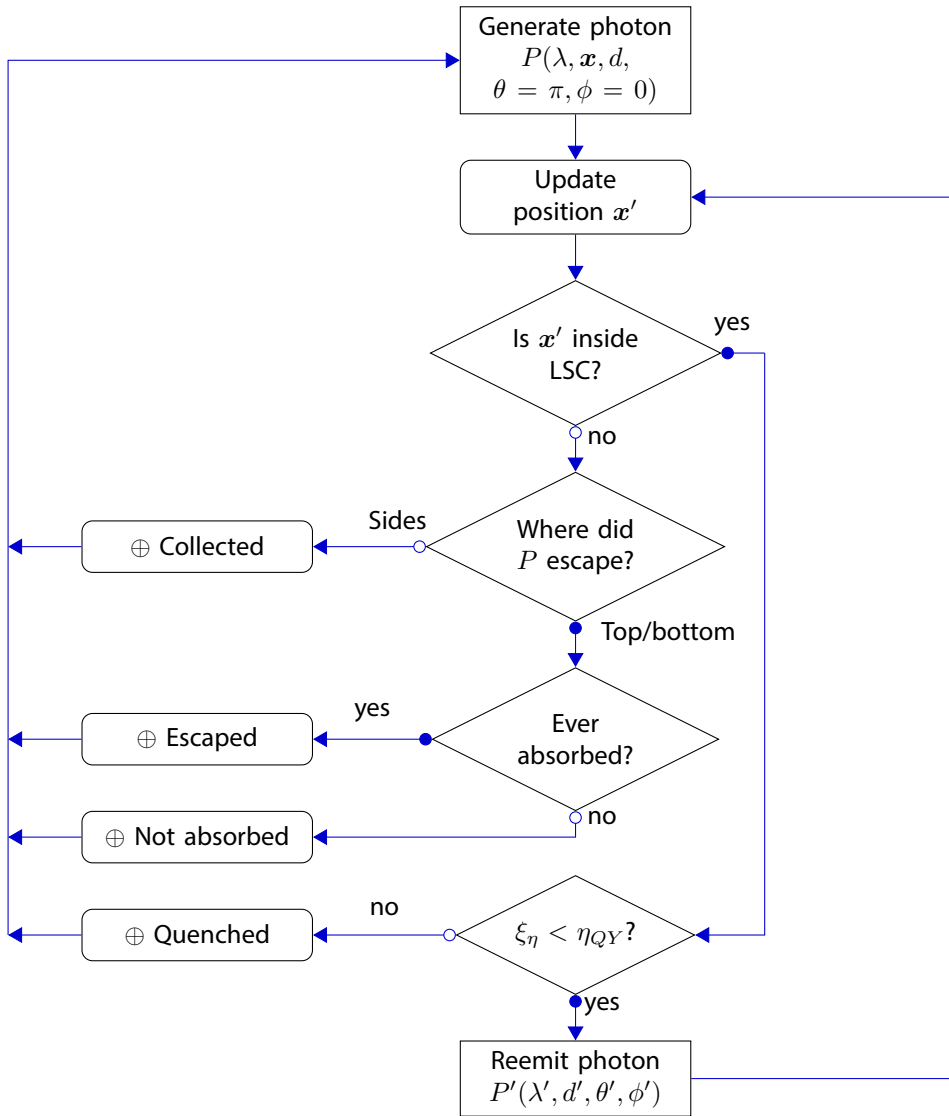 Generate photon
P(λ, x, d,
θ = π, ϕ = 0)
Update
position x′
Is x′ inside
LSC?
yes
no
Where did
P escape?
Sides
⊕ Collected
Top/bottom
Ever
absorbed?
yes
⊕ Escaped
no
⊕ Not absorbed
ξη < ηQY?
no
⊕ Quenched
yes
Reemit photon
P′(λ′, d′, θ′, ϕ′)